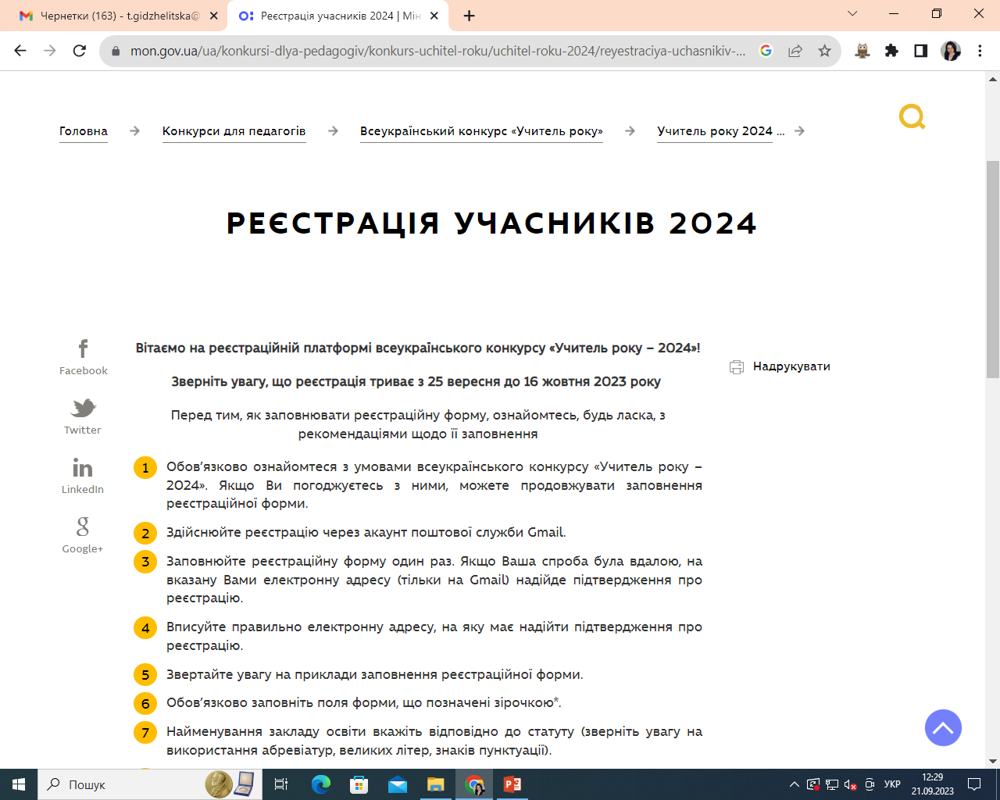 Чернетки (163) - t.gidzhelitska@
Реєстрація учасників 2024 | Мін
mon.gov.ua/ua/konkursi-dlya-pedagogiv/konkurs-uchitel-roku/uchitel-roku-2024/reyestraciya-uchasnikiv-...
Головна
Конкурси для педагогів
Всеукраїнський конкурс «Учитель року»
Учитель року 2024 ...
РЕЄСТРАЦІЯ УЧАСНИКІВ 2024
Facebook
Twitter
LinkedIn
Google+
Вітаємо на реєстраційній платформі всеукраїнського конкурсу «Учитель року – 2024»!
Надрукувати
Зверніть увагу, що реєстрація триває з 25 вересня до 16 жовтня 2023 року
Перед тим, як заповнювати реєстраційну форму, ознайомтесь, будь ласка, з
рекомендаціями щодо її заповнення
1 Обов’язково ознайомтеся з умовами всеукраїнського конкурсу «Учитель року –
2024». Якщо Ви погоджуєтесь з ними, можете продовжувати заповнення
реєстраційної форми.
2 Здійснюйте реєстрацію через акаунт поштової служби Gmail.
3 Заповнюйте реєстраційну форму один раз. Якщо Ваша спроба була вдалою, на
вказану Вами електронну адресу (тільки на Gmail) надійде підтвердження про
реєстрацію.
4 Вписуйте правильно електронну адресу, на яку має надійти підтвердження про
реєстрацію.
5 Звертайте увагу на приклади заповнення реєстраційної форми.
6 Обов’язково заповніть поля форми, що позначені зірочкою*.
7 Найменування закладу освіти вкажіть відповідно до статуту (зверніть увагу на
використання абревіатур, великих літер, знаків пунктуації).
Пошук
УКР
12:29
21.09.2023